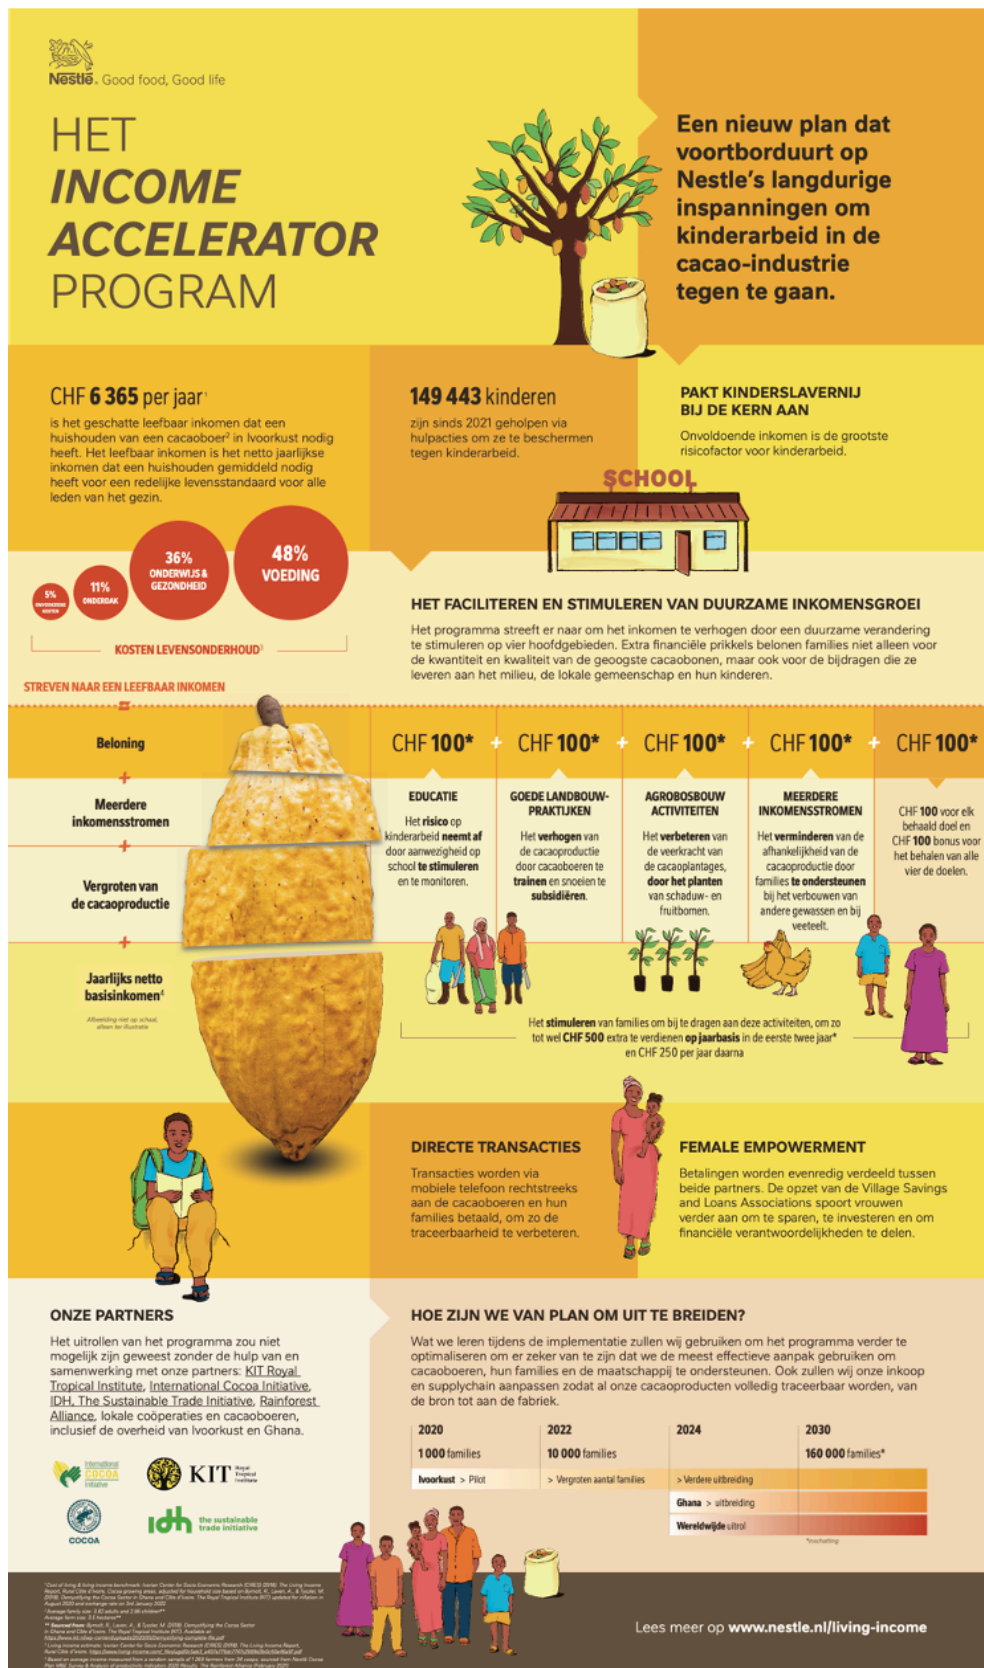 Nestlé. Good food, Good life
HET
INCOME
ACCELERATOR
PROGRAM
Een nieuw plan dat
voortborduurt op
Nestle's langdurige
inspanningen om
kinderarbeid in de
cacao-industrie
tegen te gaan.
CHF 6 365 per jaar¹
is het geschatte leefbaar inkomen dat een
huishouden van een cacaoboer² in Ivoorkust nodig
heeft. Het leefbaar inkomen is het netto jaarlijkse
inkomen dat een huishouden gemiddeld nodig
heeft voor een redelijke levensstandaard voor alle
leden van het gezin.
149 443 kinderen
zijn sinds 2021 geholpen via
hulpacties om ze te beschermen
tegen kinderarbeid.
PAKT KINDERSLAVERNIJ
BIJ DE KERN AAN
Onvoldoende inkomen is de grootste
risicofactor voor kinderarbeid.
SCHOOL
5%
ONVOORZIENE
KOSTEN
11%
ONDERDAK
36%
ONDERWIJS &
GEZONDHEID
48%
VOEDING
KOSTEN LEVENSONDERHOUD³
HET FACILITEREN EN STIMULEREN VAN DUURZAME INKOMENSGROEI
Het programma streeft er naar om het inkomen te verhogen door een duurzame verandering
te stimuleren op vier hoofdgebieden. Extra financiële prikkels belonen families niet alleen voor
de kwantiteit en kwaliteit van de geoogste cacaobonen, maar ook voor de bijdragen die ze
leveren aan het milieu, de lokale gemeenschap en hun kinderen.
STREVEN NAAR EEN LEEFBAAR INKOMEN
=
Beloning
+
Meerdere
inkomensstromen
+
Vergroten van
de cacaoproductie
+
Jaarlijks netto
basisinkomen⁴
Afbeelding niet op schaal,
alleen ter illustratie
CHF 100* + CHF 100* + CHF 100* + CHF 100* + CHF 100*
EDUCATIE
Het risico op
kinderarbeid neemt af
door aanwezigheid op
school te stimuleren
en te monitoren.
GOEDE LANDBOUW-
PRAKTIJKEN
Het verhogen van
de cacaoproductie
door cacaoboeren te
trainen en snoeien te
subsidiëren.
AGROBOSBOUW
ACTIVITEITEN
Het verbeteren van
de veerkracht van
de cacaoplantages,
door het planten
van schaduw- en
fruitbomen.
MEERDERE
INKOMENSSTROMEN
Het verminderen van de
afhankelijkheid van de
cacaoproductie door
families te ondersteunen
bij het verbouwen van
andere gewassen en bij
veeteelt.
CHF 100 voor elk
behaald doel en
CHF 100 bonus voor
het behalen van alle
vier de doelen.
Het stimuleren van families om bij te dragen aan deze activiteiten, om zo
tot wel CHF 500 extra te verdienen op jaarbasis in de eerste twee jaar*
en CHF 250 per jaar daarna
DIRECTE TRANSACTIES
Transacties worden via
mobiele telefoon rechtstreeks
aan de cacaoboeren en hun
families betaald, om zo de
traceerbaarheid te verbeteren.
FEMALE EMPOWERMENT
Betalingen worden evenredig verdeeld tussen
beide partners. De opzet van de Village Savings
and Loans Associations spoort vrouwen
verder aan om te sparen, te investeren en om
financiële verantwoordelijkheden te delen.
ONZE PARTNERS
Het uitrollen van het programma zou niet
mogelijk zijn geweest zonder de hulp van en
samenwerking met onze partners: KIT Royal
Tropical Institute, International Cocoa Initiative,
IDH, The Sustainable Trade Initiative, Rainforest
Alliance, lokale coöperaties en cacaoboeren,
inclusief de overheid van Ivoorkust en Ghana.
International
COCOA
Initiative
KIT Royal
Tropical
Institute
COCOA
idh the sustainable
trade initiative
HOE ZIJN WE VAN PLAN OM UIT TE BREIDEN?
Wat we leren tijdens de implementatie zullen wij gebruiken om het programma verder te
optimaliseren om er zeker van te zijn dat we de meest effectieve aanpak gebruiken om
cacaoboeren, hun families en de maatschappij te ondersteunen. Ook zullen wij onze inkoop
en supplychain aanpassen zodat al onze cacaoproducten volledig traceerbaar worden, van
de bron tot aan de fabriek.
2020 2022 2024 2030
1 000 families 10 000 families 160 000 families*
Ivoorkust > Pilot > Vergroten aantal families > Verdere uitbreiding
Ghana > uitbreiding
Wereldwijde uitrol
*Inschatting
Lees meer op www.nestle.nl/living-income